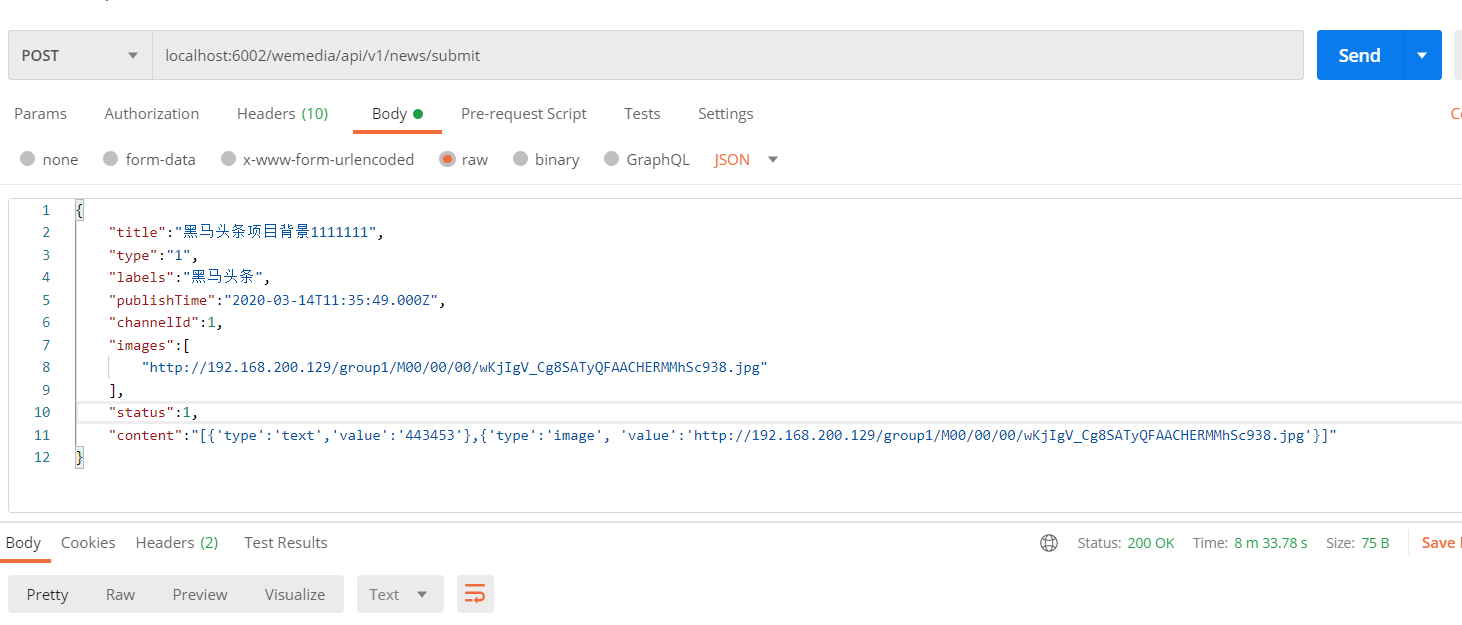 POST localhost:6002/wemedia/api/v1/news/submit Send
Params Authorization Headers (10) Body Pre-request Script Tests Settings
none form-data x-www-form-urlencoded raw binary GraphQL JSON
1 {
2 "title":"黑马头条项目背景1111111",
3 "type":"1",
4 "labels":"黑马头条",
5 "publishTime":"2020-03-14T11:35:49.000Z",
6 "channelId":1,
7 "images":[
8 "http://192.168.200.129/group1/M00/00/00/wKjIgV_Cg8SATyQFAACHERMMhSc938.jpg"
9 ],
10 "status":1,
11 "content":"[{'type':'text','value':'443453'},{'type':'image', 'value':'http://192.168.200.129/group1/M00/00/00/wKjIgV_Cg8SATyQFAACHERMMhSc938.jpg'}]"
12 }
Body Cookies Headers (2) Test Results Status: 200 OK Time: 8 m 33.78 s Size: 75 B Save
Pretty Raw Preview Visualize Text